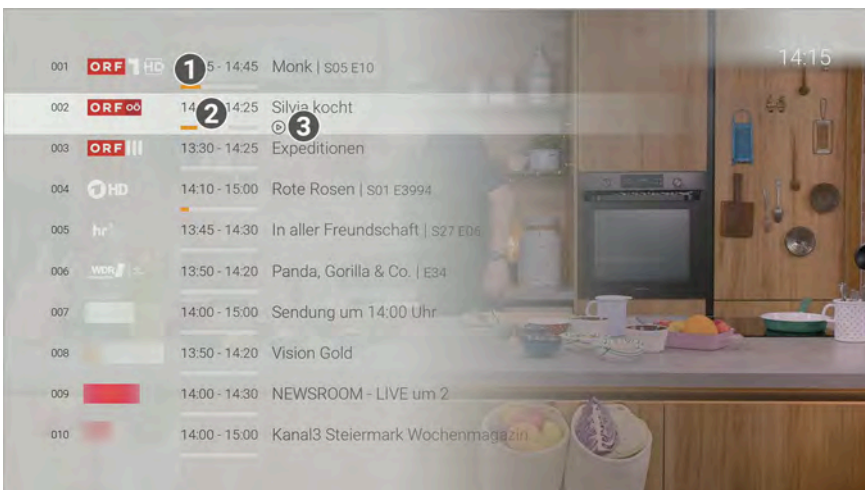 14:15
001 ORF 1 HD 1 5 - 14:45 Monk | S05 E10
002 ORF OÖ 14 2 14:25 Silvia kocht
3
003 ORF III 13:30 - 14:25 Expeditionen
004 HD 14:10 - 15:00 Rote Rosen | S01 E3994
005 hr 13:45 - 14:30 In aller Freundschaft | S27 E06
006 WDR 13:50 - 14:20 Panda, Gorilla & Co. | E34
007 14:00 - 15:00 Sendung um 14:00 Uhr
008 13:50 - 14:20 Vision Gold
009 14:00 - 14:30 NEWSROOM - LIVE um 2
010 14:00 - 15:00 Kanal3 Steiermark Wochenmagazin